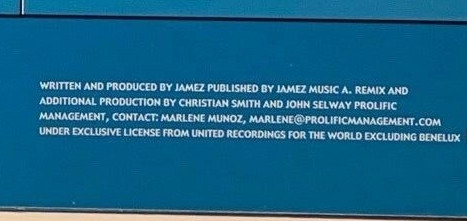 WRITTEN AND PRODUCED BY JAMEZ PUBLISHED BY JAMEZ MUSIC A. REMIX AND
ADDITIONAL PRODUCTION BY CHRISTIAN SMITH AND JOHN SELWAY PROLIFIC
MANAGEMENT, CONTACT: MARLENE MUNOZ, MARLENE@PROLIFICMANAGEMENT.COM
UNDER EXCLUSIVE LICENSE FROM UNITED RECORDINGS FOR THE WORLD EXCLUDING BENELUX